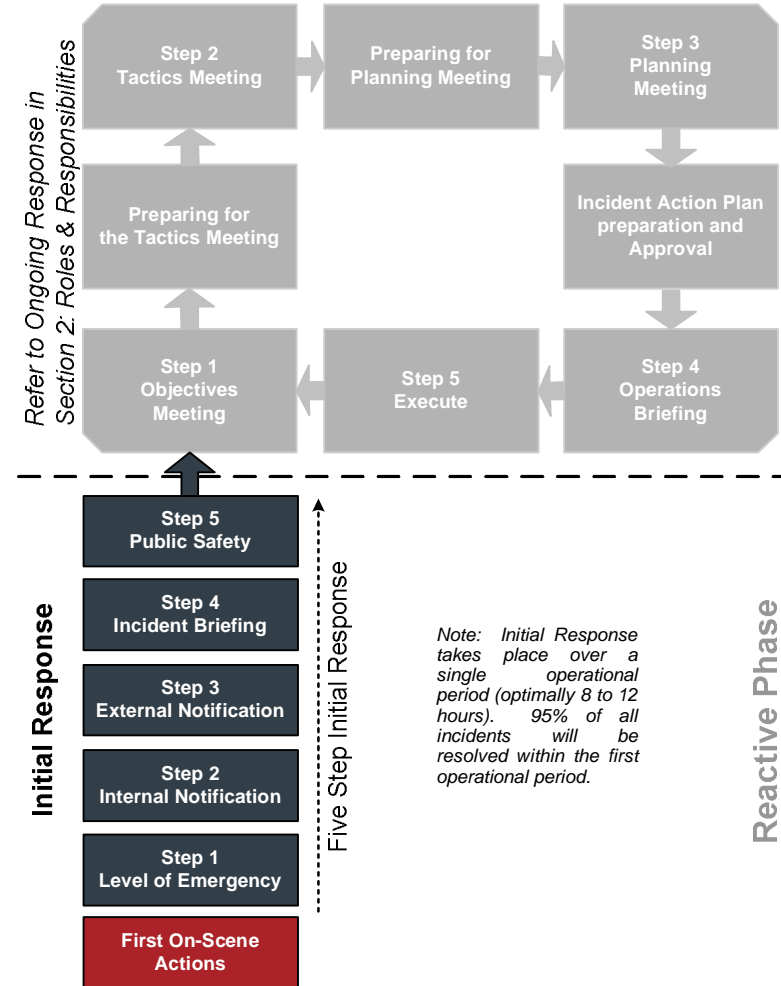 Refer to Ongoing Response in
Section 2: Roles & Responsibilities
Step 2
Tactics Meeting
Preparing for
Planning Meeting
Step 3
Planning
Meeting
Preparing for
the Tactics Meeting
Incident Action Plan
preparation and
Approval
Step 1
Objectives
Meeting
Step 5
Execute
Step 4
Operations
Briefing
Initial Response
Step 5
Public Safety
Step 4
Incident Briefing
Step 3
External Notification
Step 2
Internal Notification
Step 1
Level of Emergency
First On-Scene
Actions
Five Step Initial Response
Note: Initial Response
takes place over a
single operational
period (optimally 8 to 12
hours). 95% of all
incidents will be
resolved within the first
operational period.
Reactive Phase